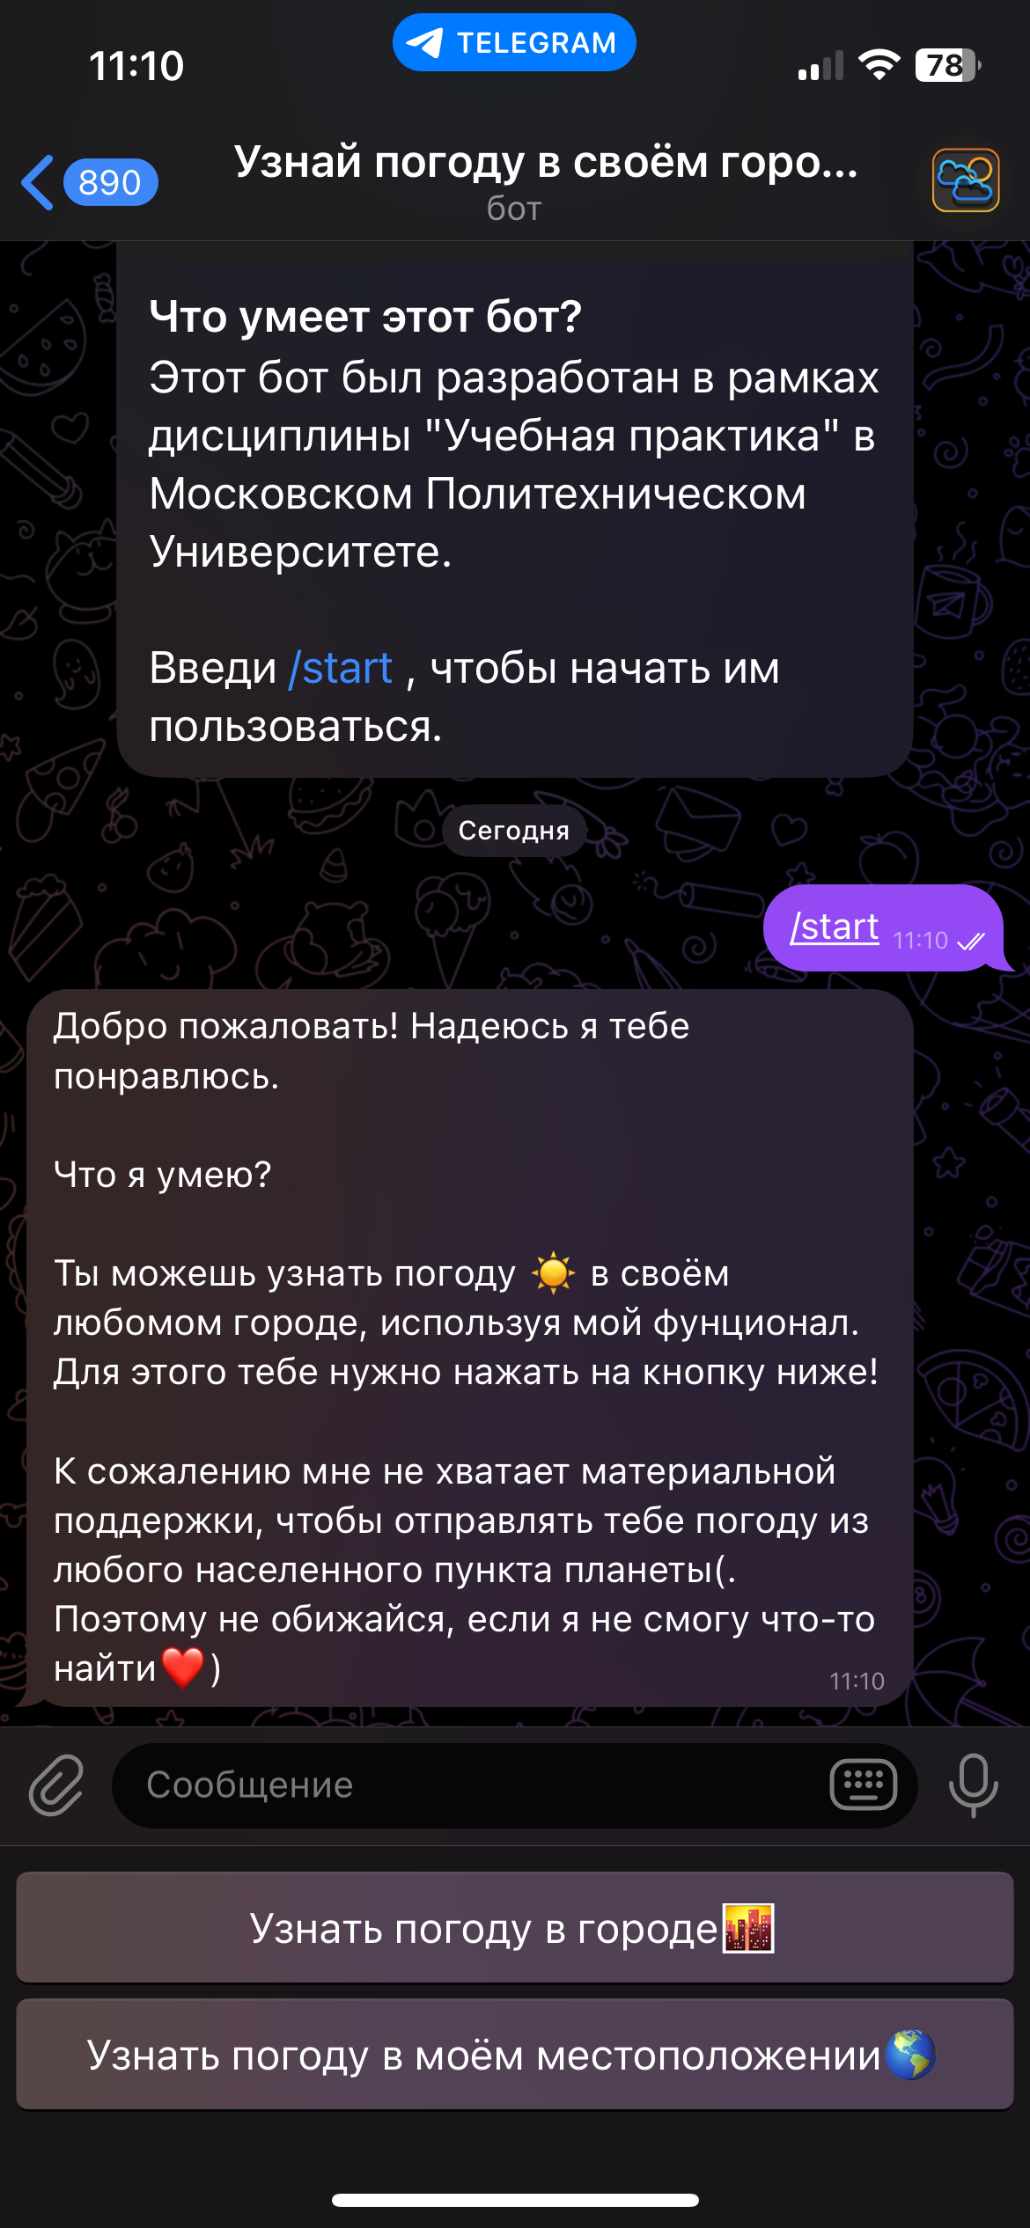 11:10
TELEGRAM
78
890
Узнай погоду в своём горо...
бот
Что умеет этот бот?
Этот бот был разработан в рамках
дисциплины "Учебная практика" в
Московском Политехническом
Университете.
Введи /start , чтобы начать им
пользоваться.
Сегодня
/start 11:10
Добро пожаловать! Надеюсь я тебе
понравлюсь.
Что я умею?
Ты можешь узнать погоду ☀️ в своём
любомом городе, используя мой фунционал.
Для этого тебе нужно нажать на кнопку ниже!
К сожалению мне не хватает материальной
поддержки, чтобы отправлять тебе погоду из
любого населенного пункта планеты(.
Поэтому не обижайся, если я не смогу что-то
найти❤️)
11:10
Сообщение
Узнать погоду в городе🌇
Узнать погоду в моём местоположении🌎